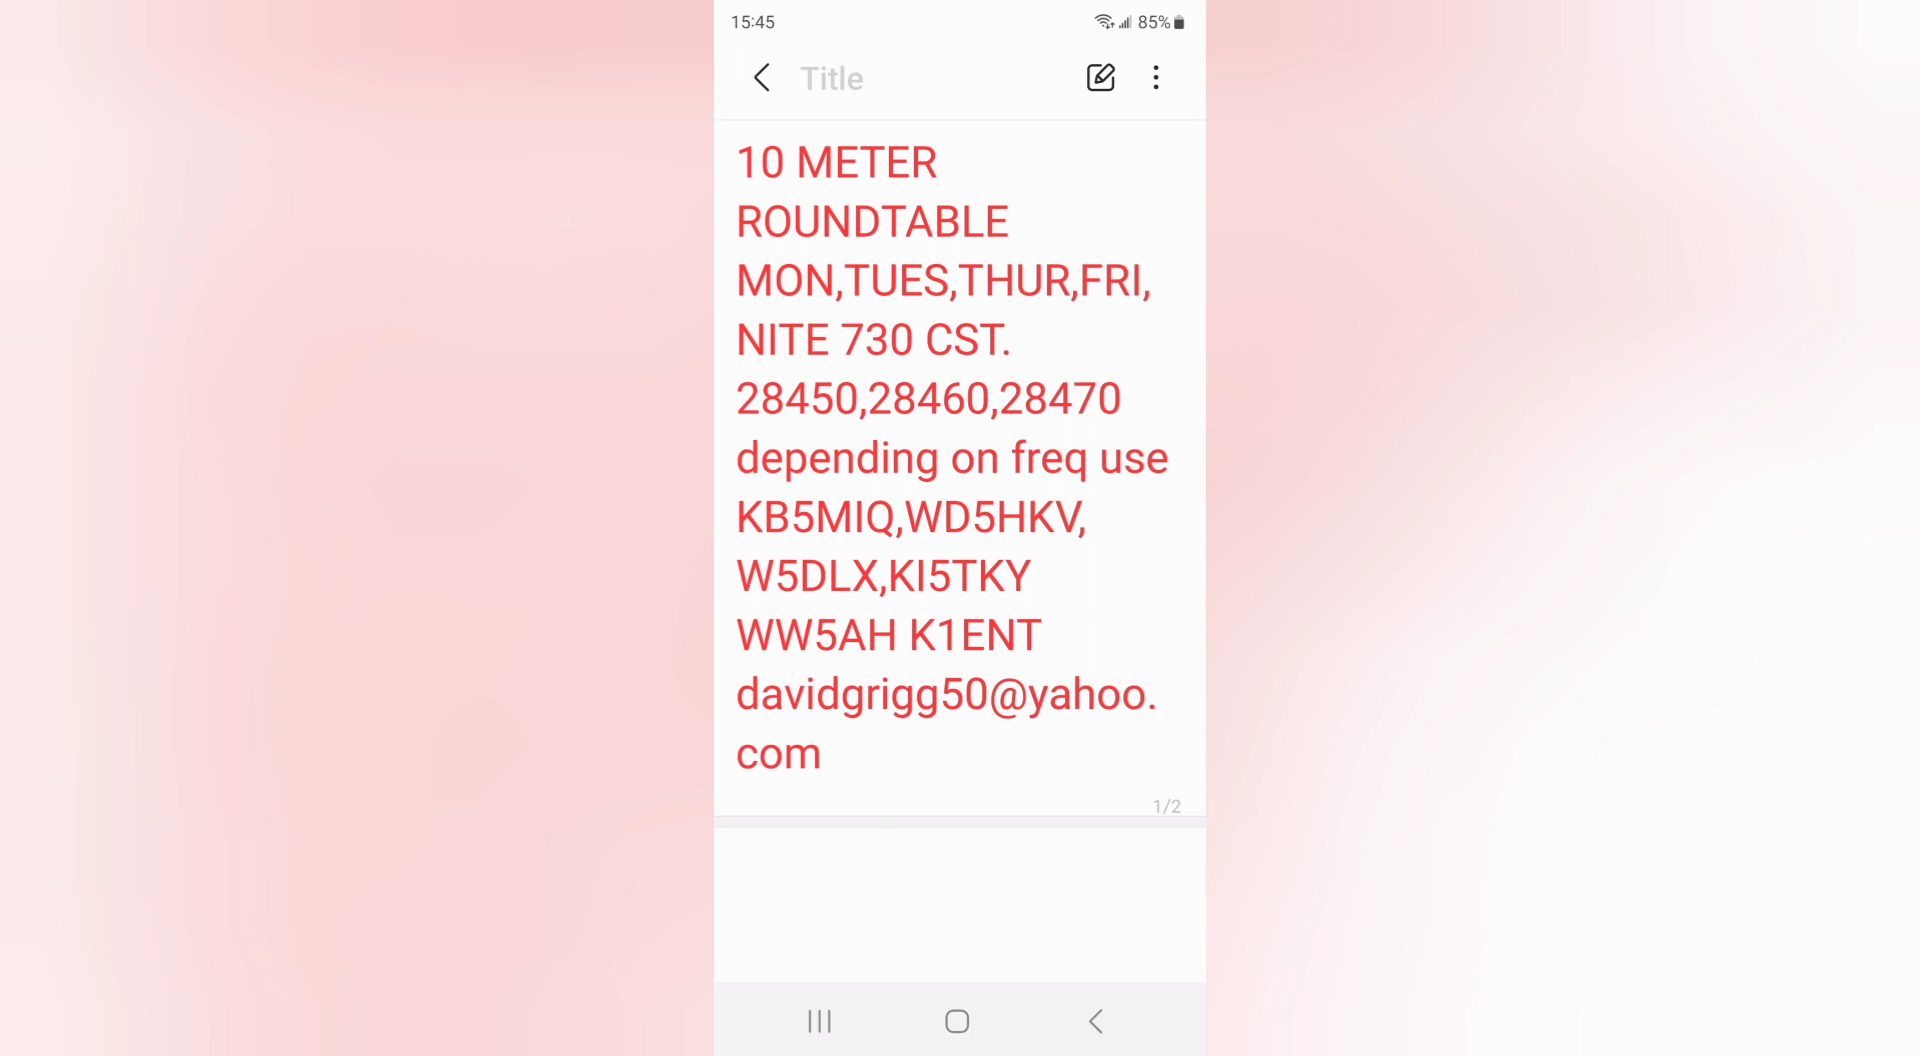 15:45
85%
Title
10 METER
ROUNDTABLE
MON,TUES,THUR,FRI,
NITE 730 CST.
28450,28460,28470
depending on freq use
KB5MIQ,WD5HKV,
W5DLX,KI5TKY
WW5AH K1ENT
davidgrigg50@yahoo.
com
1/2